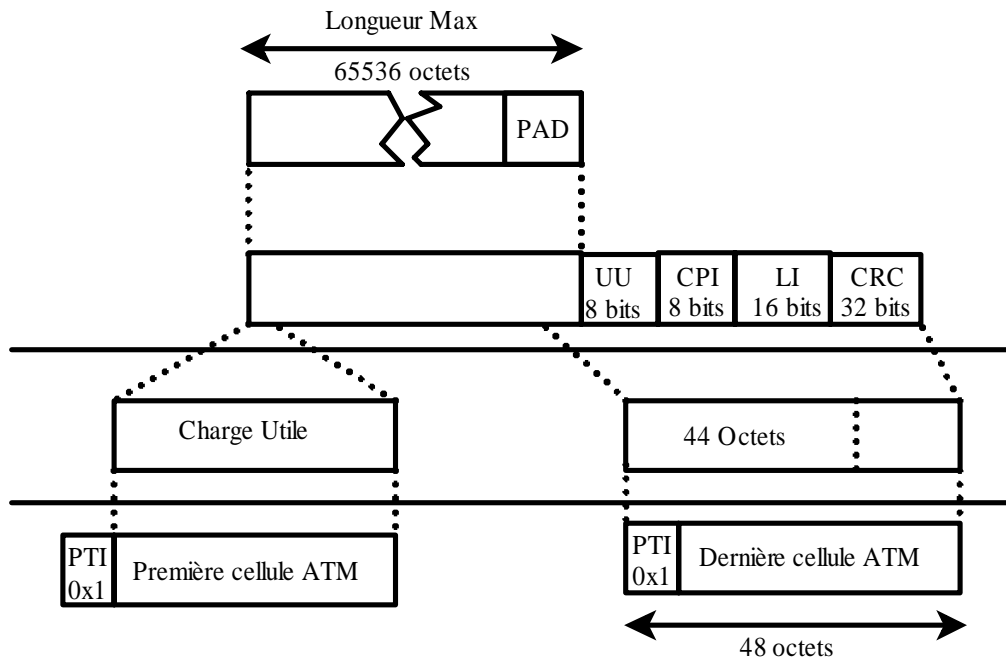 Longueur Max
65536 octets
PAD
UU
8 bits
CPI
8 bits
LI
16 bits
CRC
32 bits
Charge Utile
44 Octets
PTI
0x1
Première cellule ATM
PTI
0x1
Dernière cellule ATM
48 octets